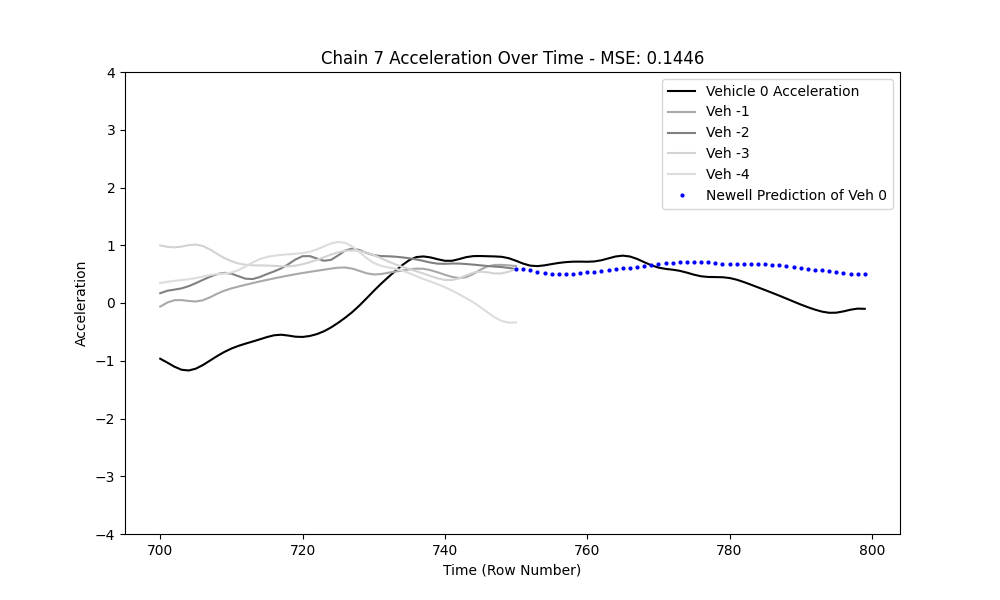 Chain 7 Acceleration Over Time - MSE: 0.1446
4
3
2
1
0
−1
−2
−3
−4
Acceleration
Vehicle 0 Acceleration
Veh -1
Veh -2
Veh -3
Veh -4
Newell Prediction of Veh 0
700
720
740
760
780
800
Time (Row Number)